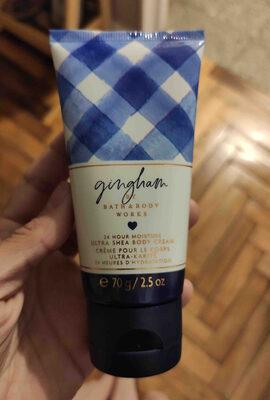 gingham
BATH & BODY
WORKS
24 HOUR MOISTURE
ULTRA SHEA BODY CREAM
CRÈME POUR LE CORPS
ULTRA-KARITÉ
24 HEURES D'HYDRATATION
℮ 70 g / 2.5 oz